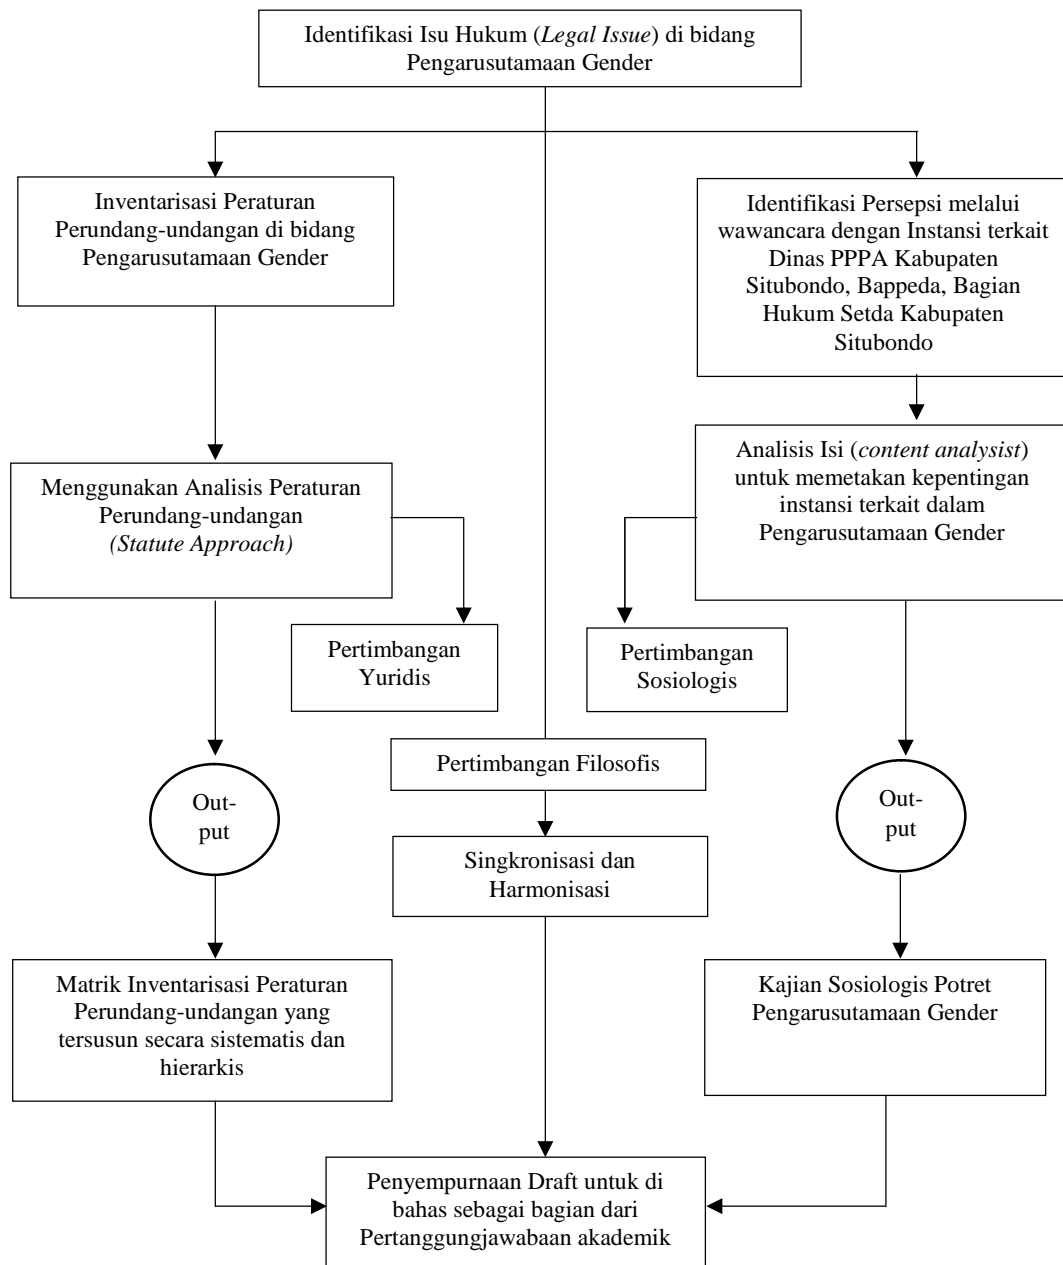 Identifikasi Isu Hukum (Legal Issue) di bidang
Pengarusutamaan Gender
Inventarisasi Peraturan
Perundang-undangan di bidang
Pengarusutamaan Gender
Identifikasi Persepsi melalui
wawancara dengan Instansi terkait
Dinas PPPA Kabupaten
Situbondo, Bappeda, Bagian
Hukum Setda Kabupaten
Situbondo
Menggunakan Analisis Peraturan
Perundang-undangan
(Statute Approach)
Analisis Isi (content analysist)
untuk memetakan kepentingan
instansi terkait dalam
Pengarusutamaan Gender
Pertimbangan
Yuridis
Pertimbangan
Sosiologis
Pertimbangan Filosofis
Out-
put
Out-
put
Singkronisasi dan
Harmonisasi
Matrik Inventarisasi Peraturan
Perundang-undangan yang
tersusun secara sistematis dan
hierarkis
Kajian Sosiologis Potret
Pengarusutamaan Gender
Penyempurnaan Draft untuk di
bahas sebagai bagian dari
Pertanggungjawabaan akademik